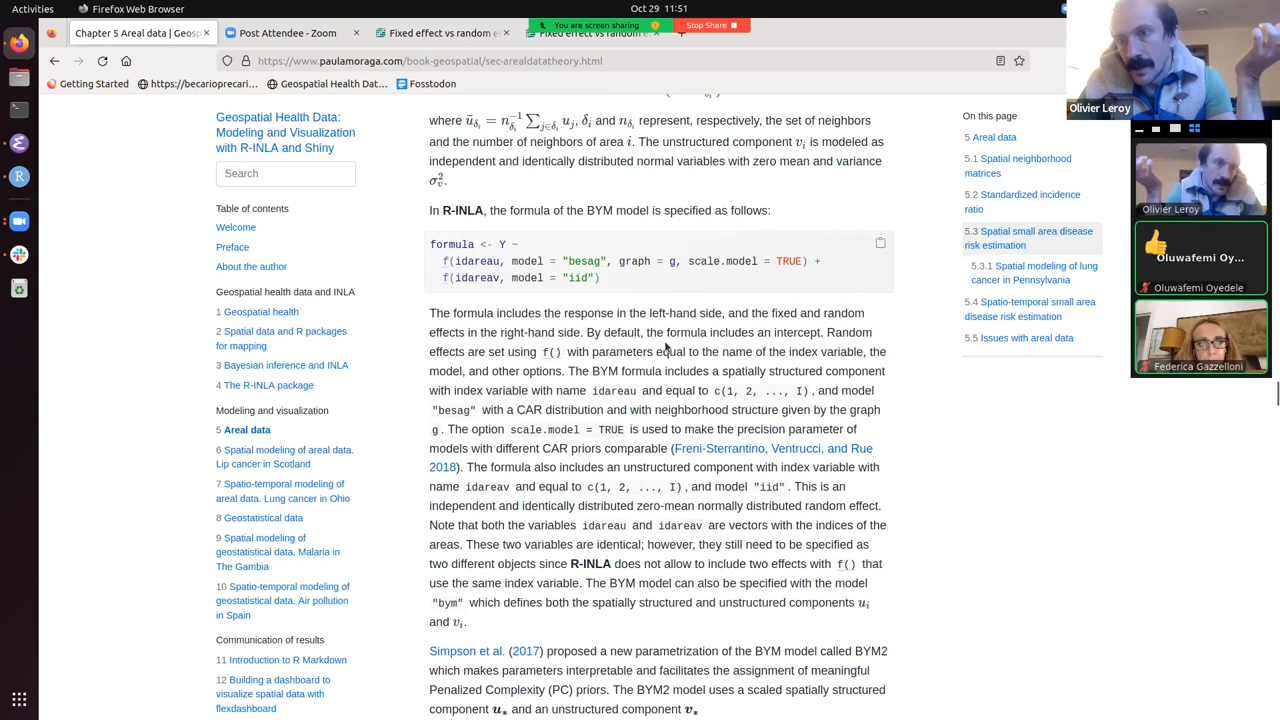 Activities
Firefox Web Browser
Oct 29 11:51
You are screen sharing
Stop Share
Chapter 5 Areal data | Geosp
Post Attendee - Zoom
Fixed effect vs random e
Fixed effect vs random e
https://www.paulamoraga.com/book-geospatial/sec-arealdatatheory.html
Getting Started
https://becarioprecari...
Geospatial Health Dat...
Fosstodon
Geospatial Health Data:
Modeling and Visualization
with R-INLA and Shiny
Search
Table of contents
Welcome
Preface
About the author
Geospatial health data and INLA
1 Geospatial health
2 Spatial data and R packages
for mapping
3 Bayesian inference and INLA
4 The R-INLA package
Modeling and visualization
5 Areal data
6 Spatial modeling of areal data.
Lip cancer in Scotland
7 Spatio-temporal modeling of
areal data. Lung cancer in Ohio
8 Geostatistical data
9 Spatial modeling of
geostatistical data. Malaria in
The Gambia
10 Spatio-temporal modeling of
geostatistical data. Air pollution
in Spain
Communication of results
11 Introduction to R Markdown
12 Building a dashboard to
visualize spatial data with
flexdashboard
where ū_δi = n_δi^−1 ∑_j∈δi u_j, δ_i and n_δi represent, respectively, the set of neighbors
and the number of neighbors of area i. The unstructured component v_i is modeled as
independent and identically distributed normal variables with zero mean and variance
σ_v^2.
In R-INLA, the formula of the BYM model is specified as follows:
formula <- Y ~
f(idareau, model = "besag", graph = g, scale.model = TRUE) +
f(idareav, model = "iid")
The formula includes the response in the left-hand side, and the fixed and random
effects in the right-hand side. By default, the formula includes an intercept. Random
effects are set using f() with parameters equal to the name of the index variable, the
model, and other options. The BYM formula includes a spatially structured component
with index variable with name idareau and equal to c(1, 2, ..., I), and model
"besag" with a CAR distribution and with neighborhood structure given by the graph
g. The option scale.model = TRUE is used to make the precision parameter of
models with different CAR priors comparable (Freni-Sterrantino, Ventrucci, and Rue
2018). The formula also includes an unstructured component with index variable with
name idareav and equal to c(1, 2, ..., I), and model "iid". This is an
independent and identically distributed zero-mean normally distributed random effect.
Note that both the variables idareau and idareav are vectors with the indices of the
areas. These two variables are identical; however, they still need to be specified as
two different objects since R-INLA does not allow to include two effects with f() that
use the same index variable. The BYM model can also be specified with the model
"bym" which defines both the spatially structured and unstructured components u_i
and v_i.
Simpson et al. (2017) proposed a new parametrization of the BYM model called BYM2
which makes parameters interpretable and facilitates the assignment of meaningful
Penalized Complexity (PC) priors. The BYM2 model uses a scaled spatially structured
component u_* and an unstructured component v_*
On this page
5 Areal data
5.1 Spatial neighborhood
matrices
5.2 Standardized incidence
ratio
5.3 Spatial small area disease
risk estimation
5.3.1 Spatial modeling of lung
cancer in Pennsylvania
5.4 Spatio-temporal small area
disease risk estimation
5.5 Issues with areal data
Olivier Leroy
Olivier Leroy
Oluwafemi Oy...
Oluwafemi Oyedele
Federica Gazzelloni